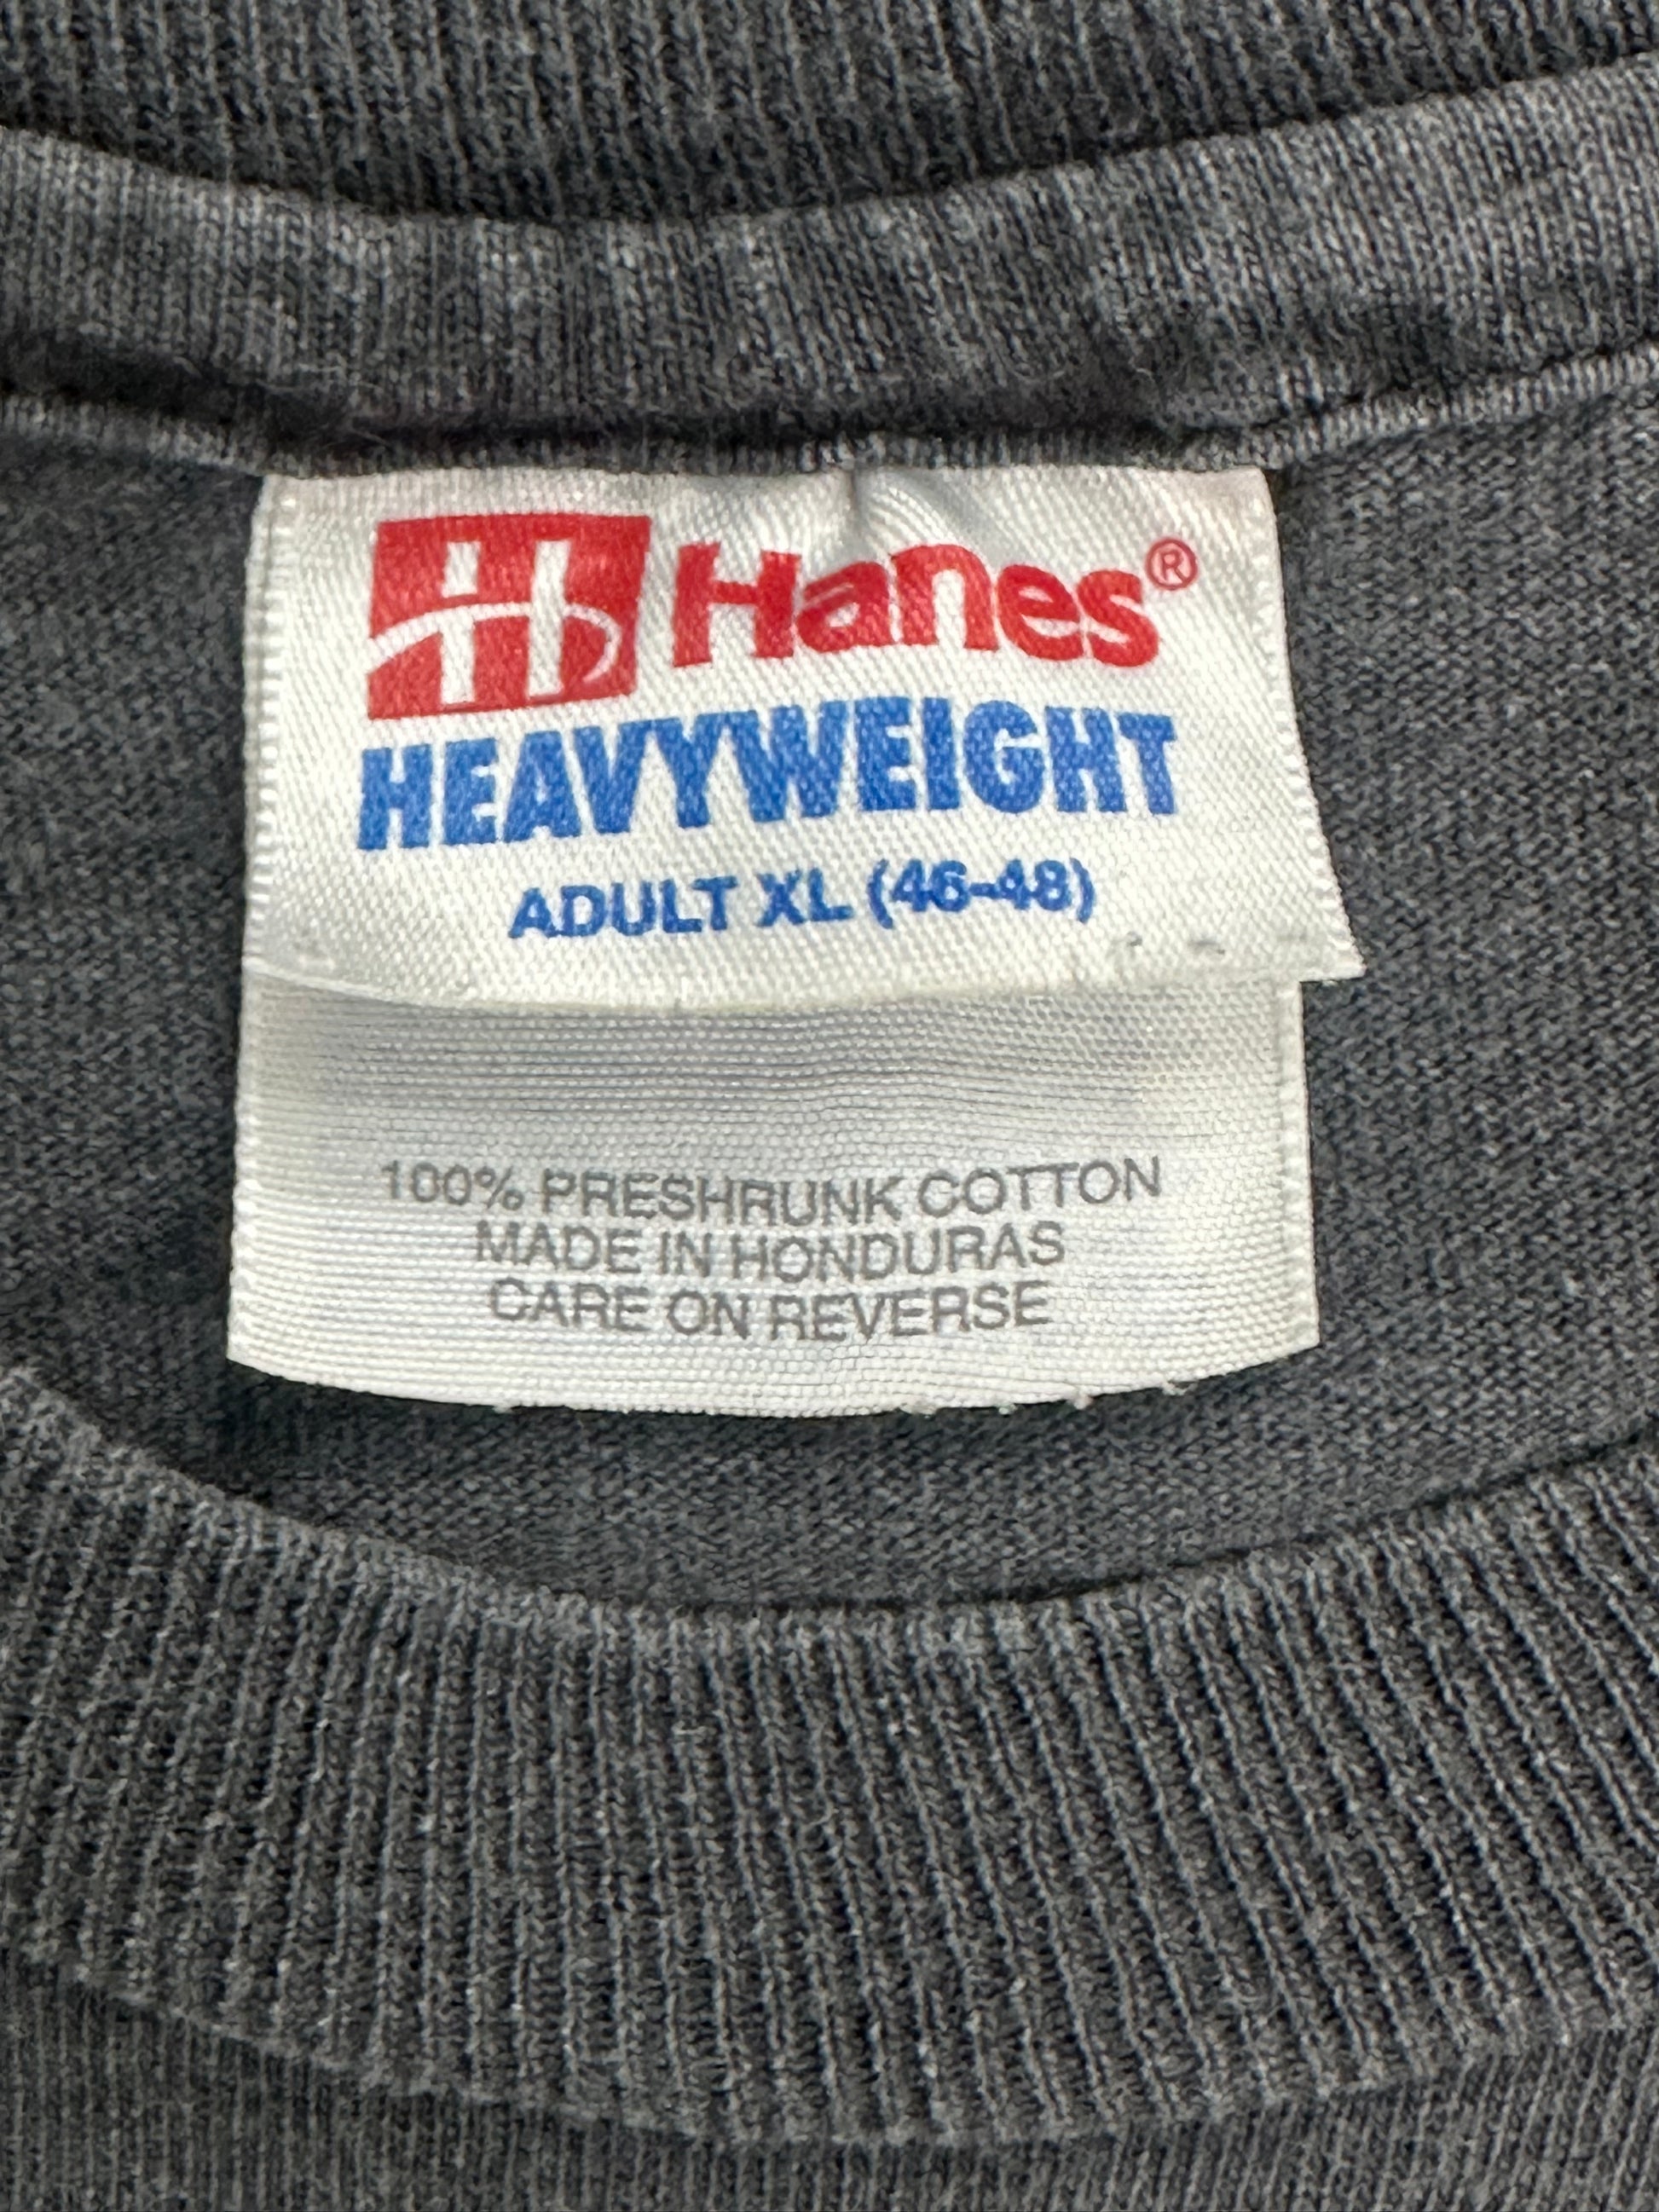 H Hanes®
HEAVYWEIGHT
ADULT XL (46-48)
100% PRESHRUNK COTTON
MADE IN HONDURAS
CARE ON REVERSE